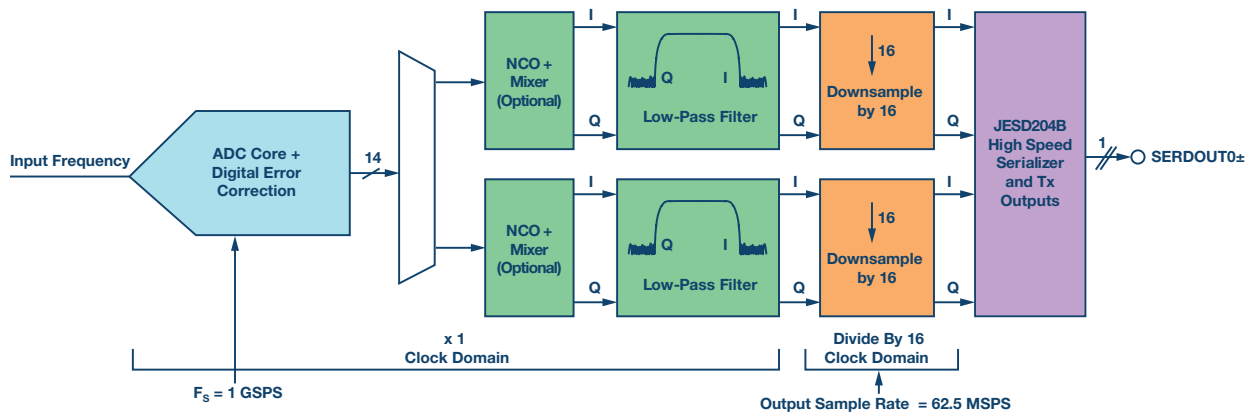 Input Frequency
ADC Core +
Digital Error
Correction
14
NCO +
Mixer
(Optional)
I
Q
Q
I
Low-Pass Filter
I
Q
16
Downsample
by 16
I
Q
NCO +
Mixer
(Optional)
I
Q
Q
I
Low-Pass Filter
I
Q
16
Downsample
by 16
I
Q
JESD204B
High Speed
Serializer
and Tx
Outputs
1
SERDOUT0±
x 1
Clock Domain
Divide By 16
Clock Domain
FS = 1 GSPS
Output Sample Rate = 62.5 MSPS